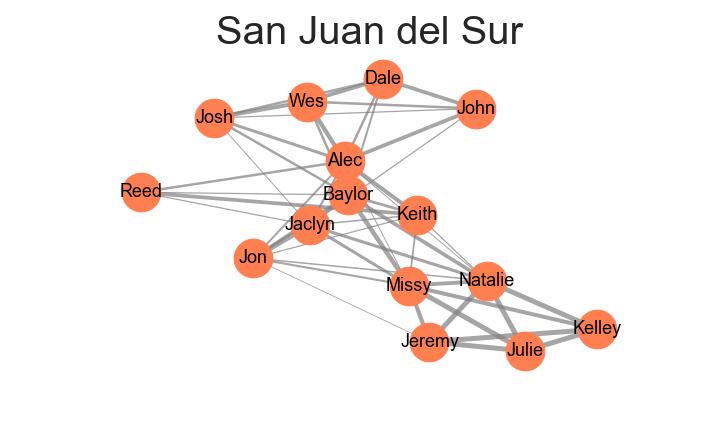 San Juan del Sur
Dale
Wes
John
Josh
Alec
Reed
Baylor
Keith
Jaclyn
Jon
Natalie
Missy
Kelley
Jeremy
Julie